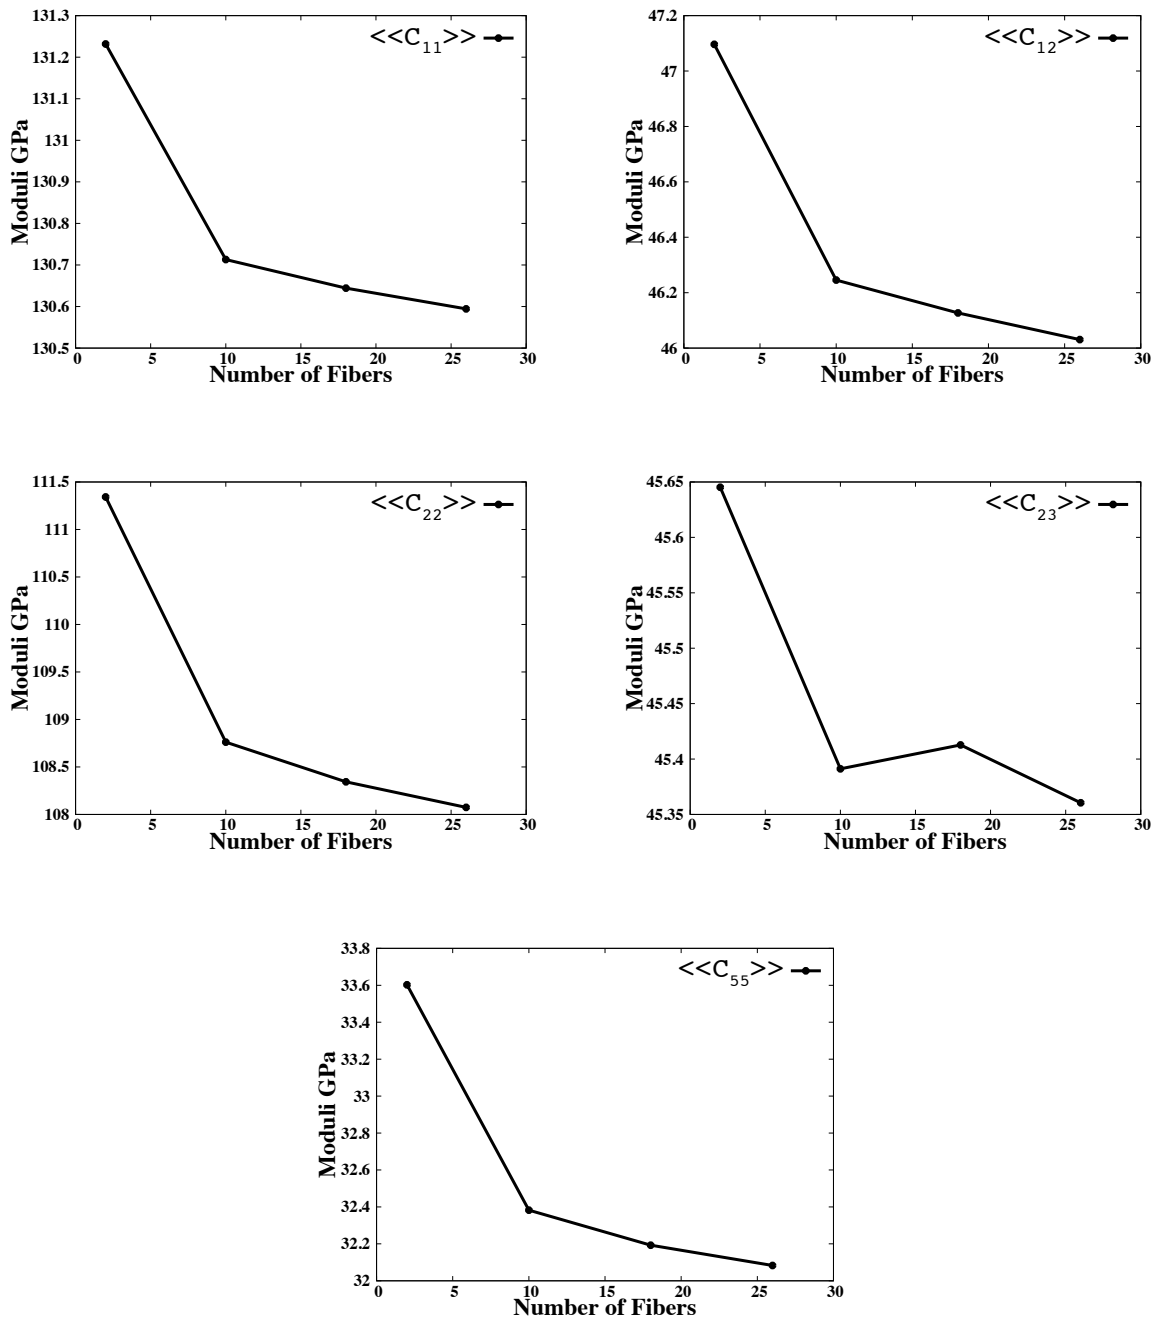 <<C11>>
131.3
131.2
131.1
131
130.9
130.8
130.7
130.6
130.5
Moduli GPa
0 5 10 15 20 25 30
Number of Fibers
<<C12>>
47.2
47
46.8
46.6
46.4
46.2
46
Moduli GPa
0 5 10 15 20 25 30
Number of Fibers
<<C22>>
111.5
111
110.5
110
109.5
109
108.5
108
Moduli GPa
0 5 10 15 20 25 30
Number of Fibers
<<C23>>
45.65
45.6
45.55
45.5
45.45
45.4
45.35
Moduli GPa
0 5 10 15 20 25 30
Number of Fibers
<<C55>>
33.8
33.6
33.4
33.2
33
32.8
32.6
32.4
32.2
32
Moduli GPa
0 5 10 15 20 25 30
Number of Fibers